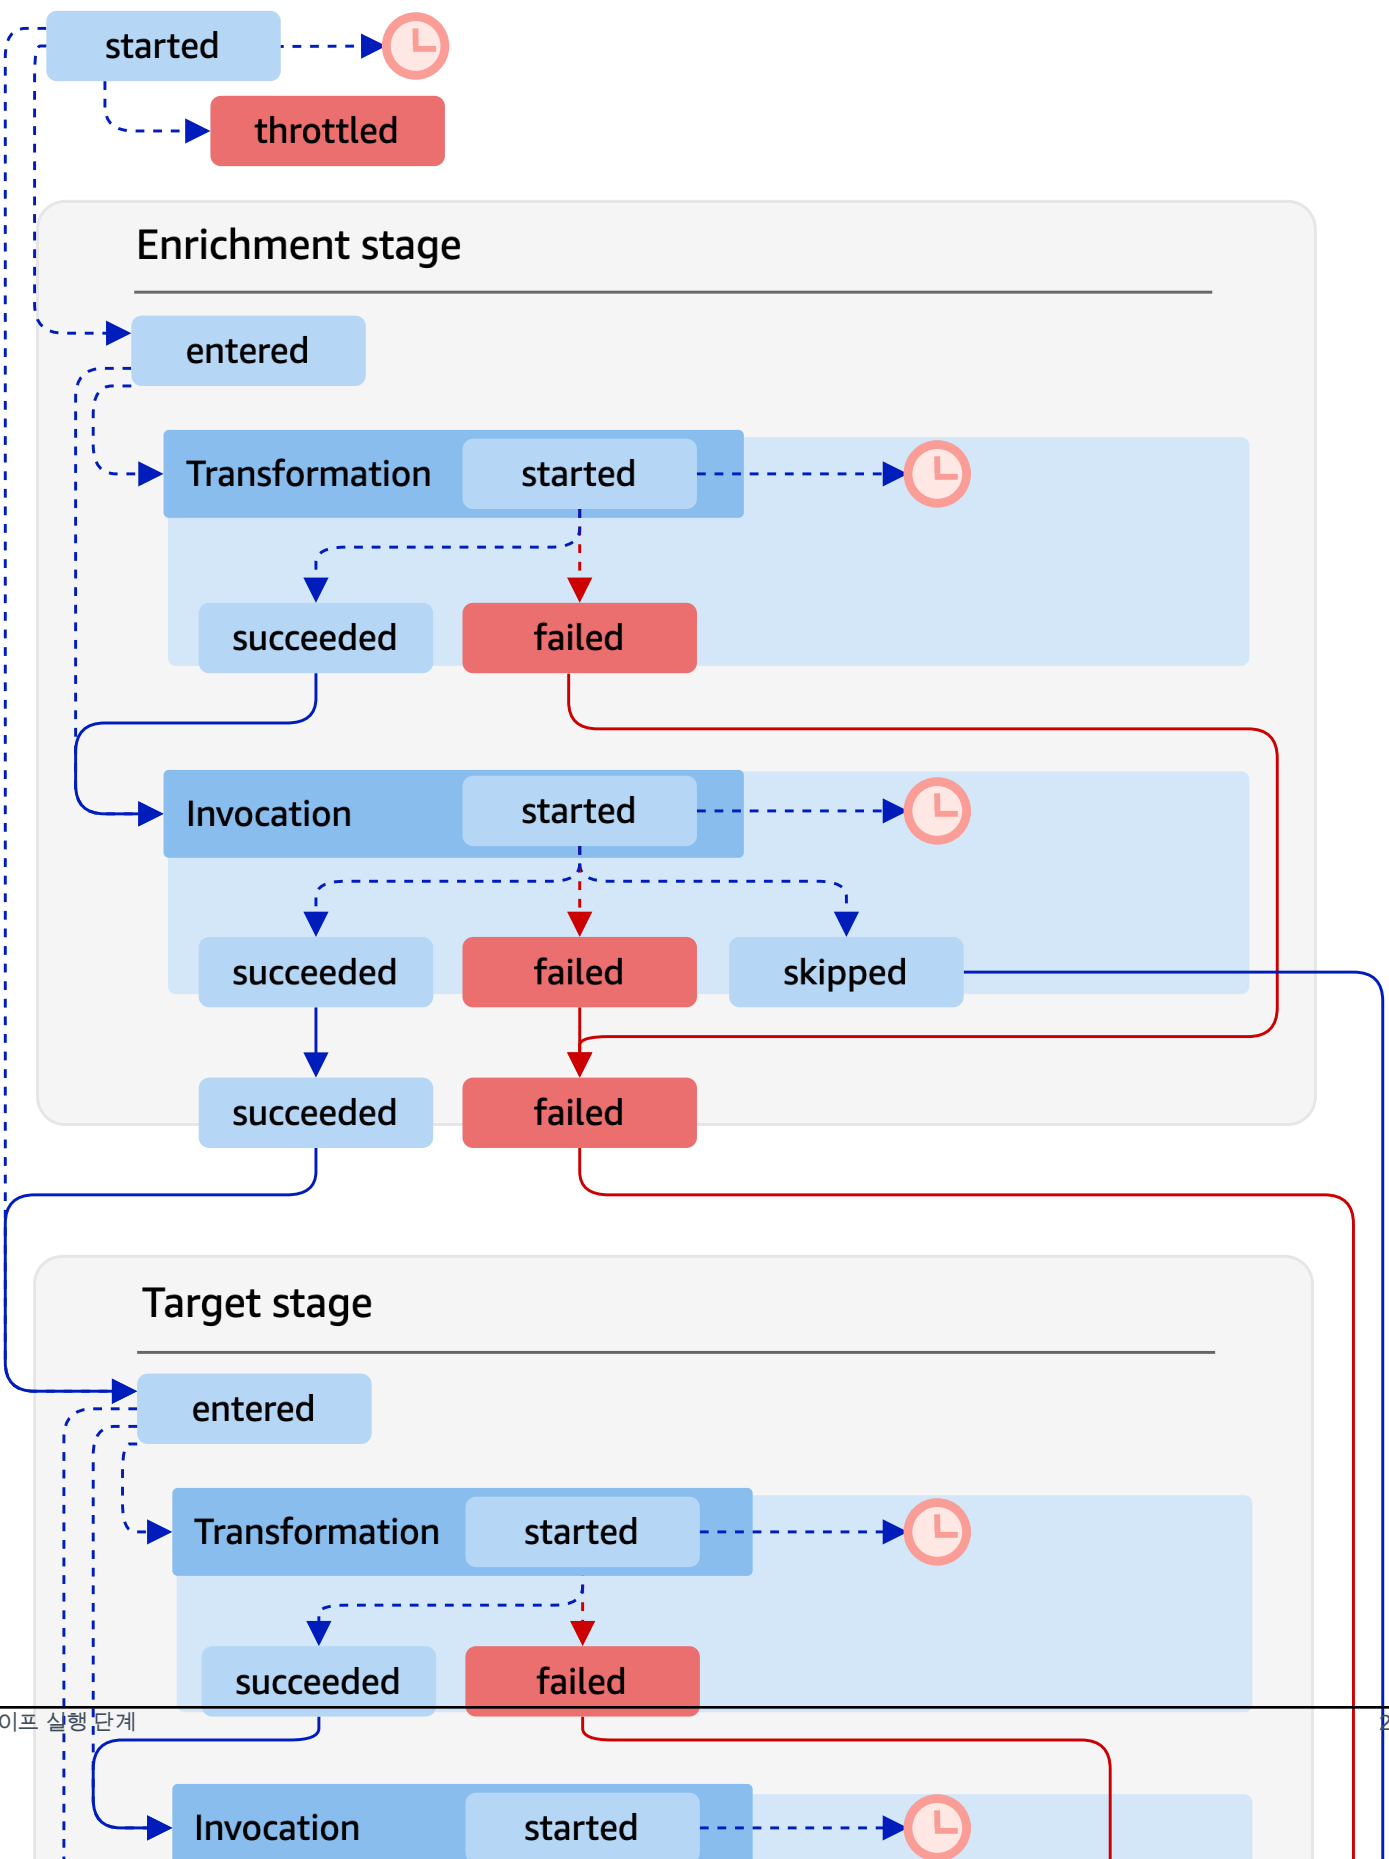 started
throttled
Enrichment stage
entered
Transformation started
succeeded failed
Invocation started
succeeded failed skipped
succeeded failed
Target stage
entered
Transformation started
succeeded failed
이프 실행 단계 2
Invocation started